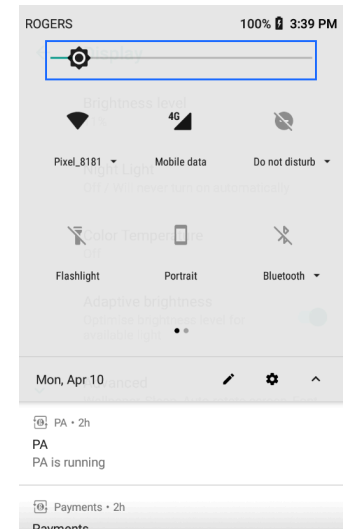 ROGERS 100% 3:39 PM
Display
Brightness level
4G
Pixel_8181 Mobile data Do not disturb
Night Light
Off / Will never turn on automatically
Color Temperature
Off
Flashlight Portrait Bluetooth
Adaptive brightness
Optimize brightness level for
available light
Mon, Apr 10
Advanced
PA • 2h
PA
PA is running
Payments • 2h
Payments